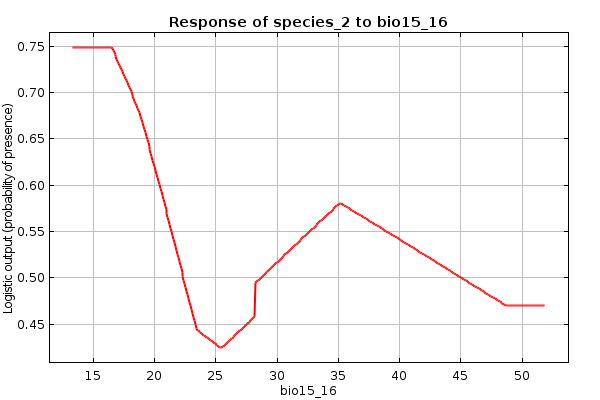 Response of species_2 to bio15_16
Logistic output (probability of presence)
0.75
0.70
0.65
0.60
0.55
0.50
0.45
15 20 25 30 35 40 45 50
bio15_16